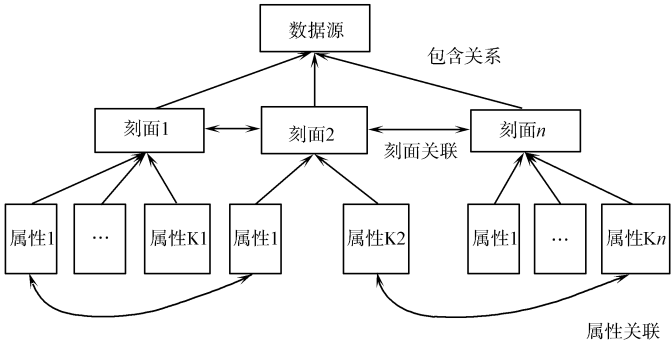 数据源
包含关系
刻面1
刻面2
刻面n
刻面关联
属性1
…
属性K1
属性1
属性K2
属性1
…
属性Kn
属性关联